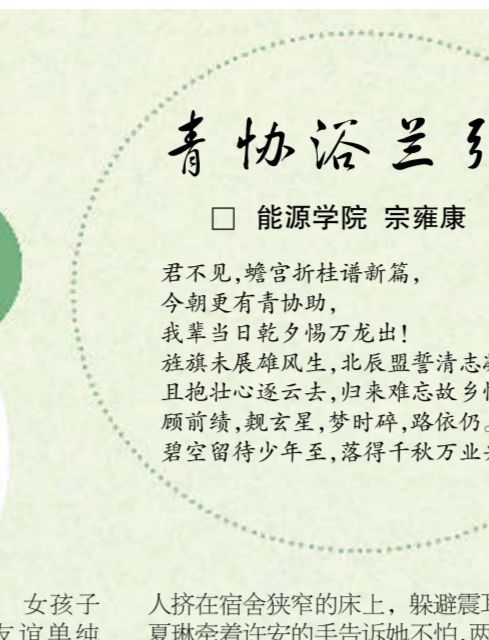 青协浴兰
□ 能源学院 宗雍康
君不见,蟾宫折桂谱新篇,
今朝更有青协助,
我辈当日乾夕惕万龙出!
旌旗未展雄风生,北辰盟誓清志
且抱壮心逐云去,归来难忘故乡
顾前绩,觌玄星,梦时碎,路依仍。
碧空留待少年至,落得千秋万业
女孩子
友谊单纯
人挤在宿舍狭窄的床上，躲避震
夏琳牵着许安的手告诉她不怕,两